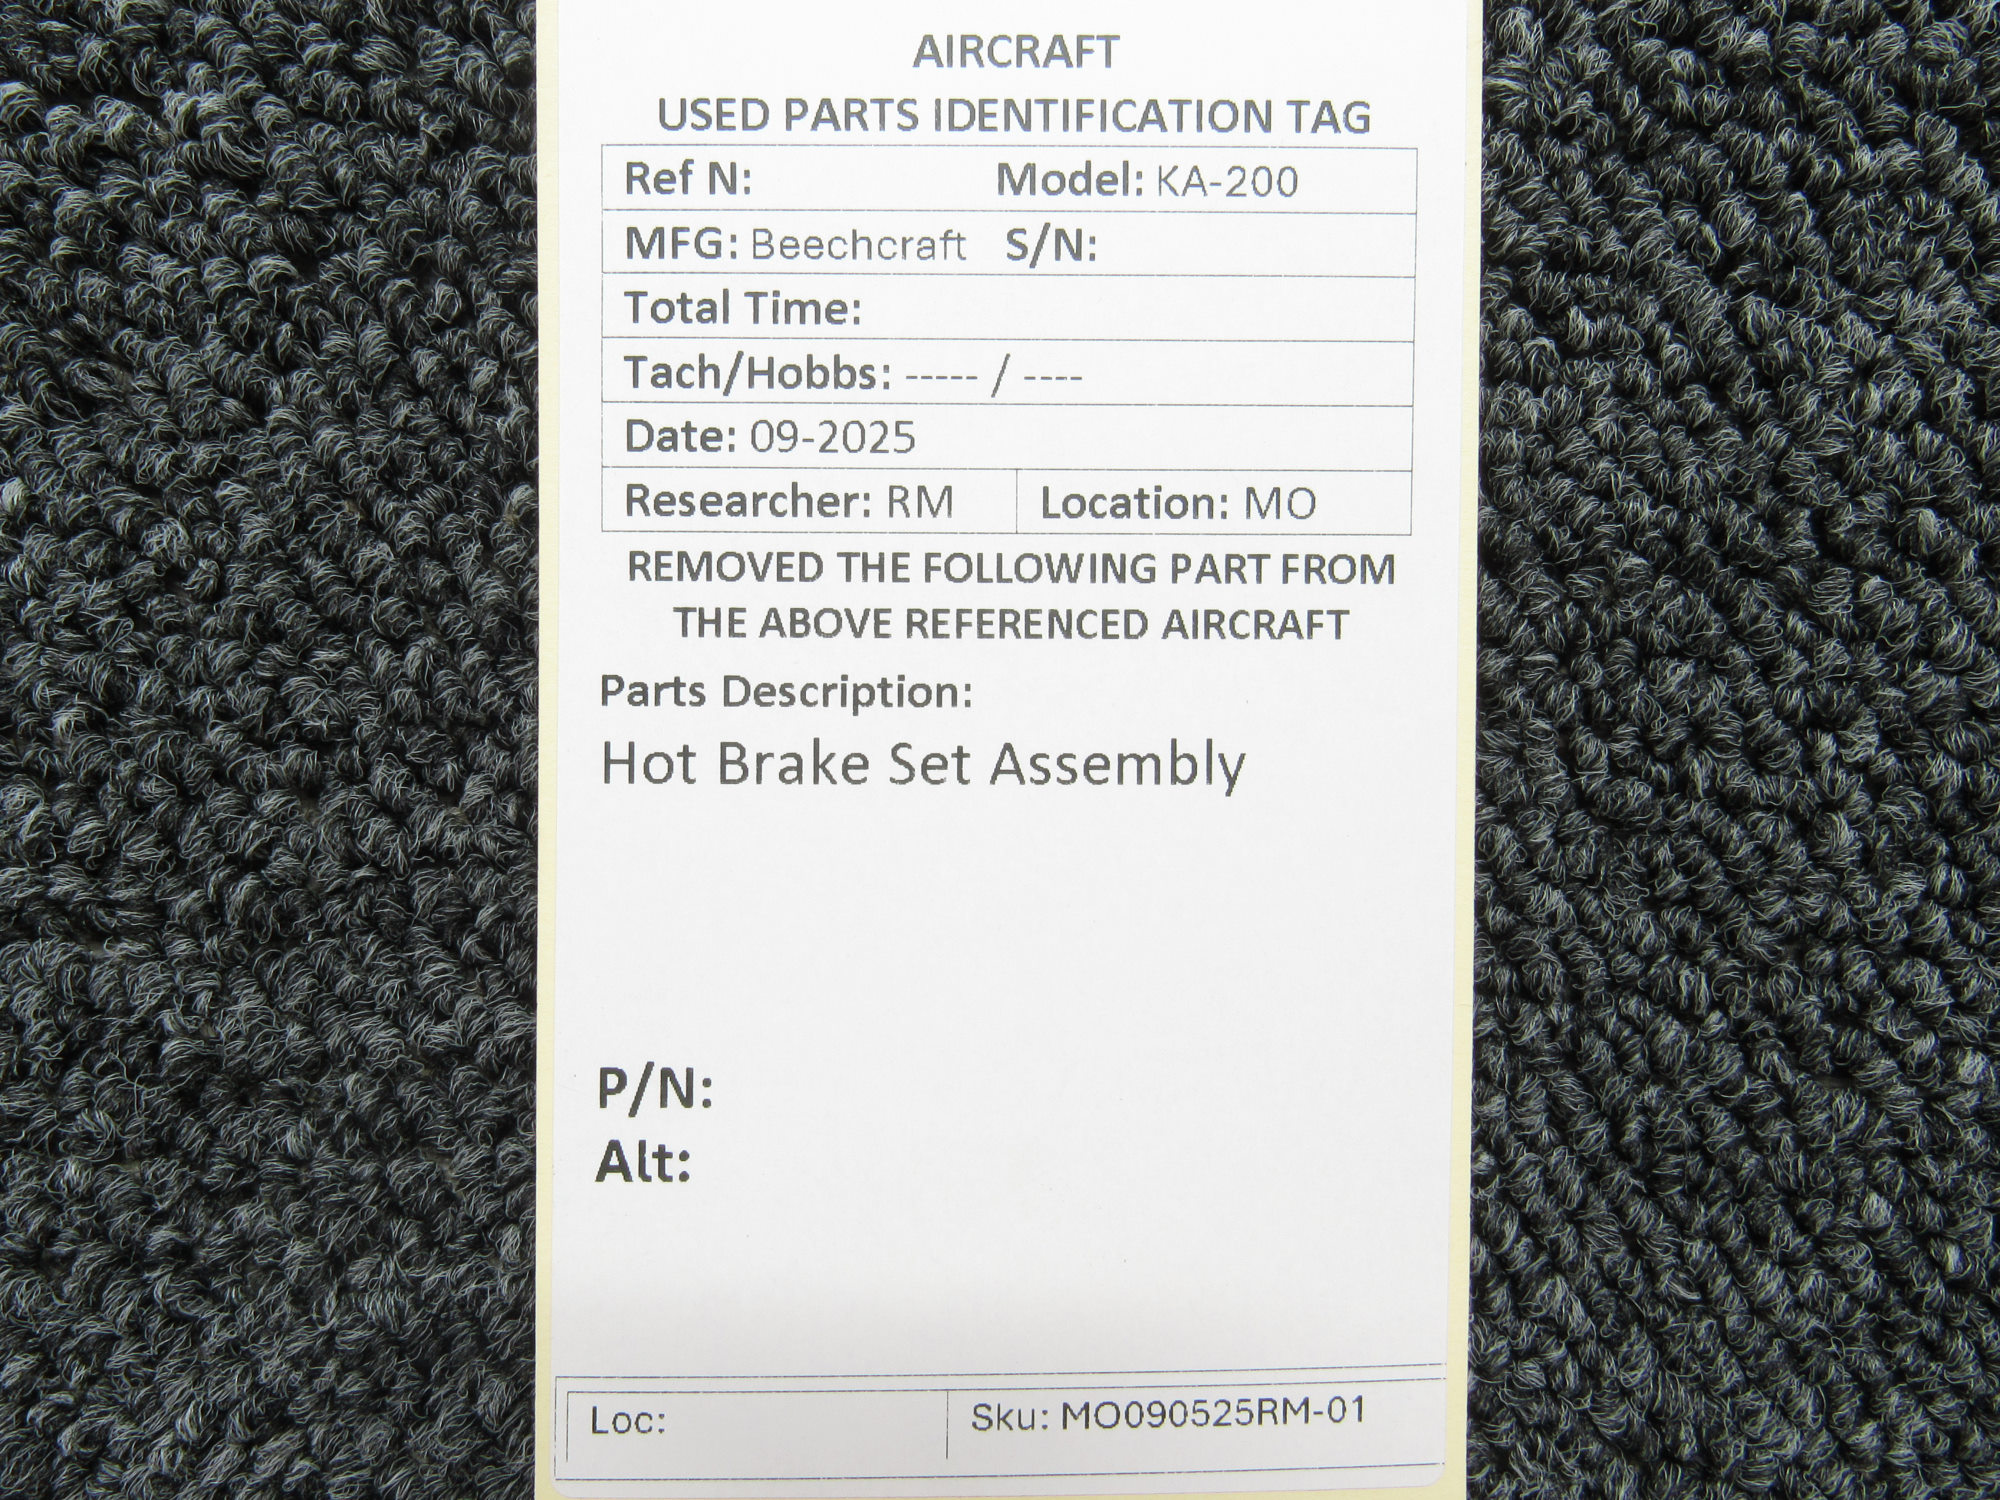 AIRCRAFT
USED PARTS IDENTIFICATION TAG
Ref N: Model: KA-200
MFG: Beechcraft S/N:
Total Time:
Tach/Hobbs: ----- / ----
Date: 09-2025
Researcher: RM Location: MO
REMOVED THE FOLLOWING PART FROM
THE ABOVE REFERENCED AIRCRAFT
Parts Description:
Hot Brake Set Assembly
P/N:
Alt:
Loc: Sku: MO090525RM-01